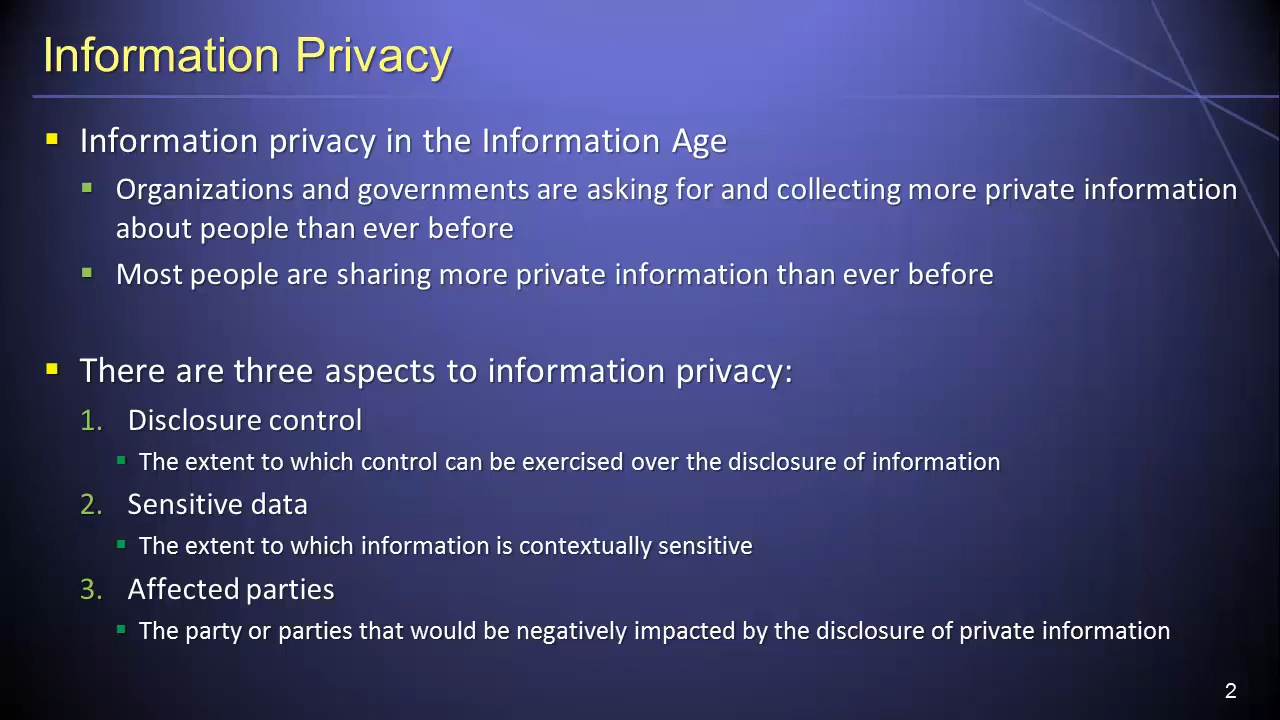 Information Privacy
▪ Information privacy in the Information Age
▪ Organizations and governments are asking for and collecting more private information
about people than ever before
▪ Most people are sharing more private information than ever before
▪ There are three aspects to information privacy:
1. Disclosure control
▪ The extent to which control can be exercised over the disclosure of information
2. Sensitive data
▪ The extent to which information is contextually sensitive
3. Affected parties
▪ The party or parties that would be negatively impacted by the disclosure of private information
2